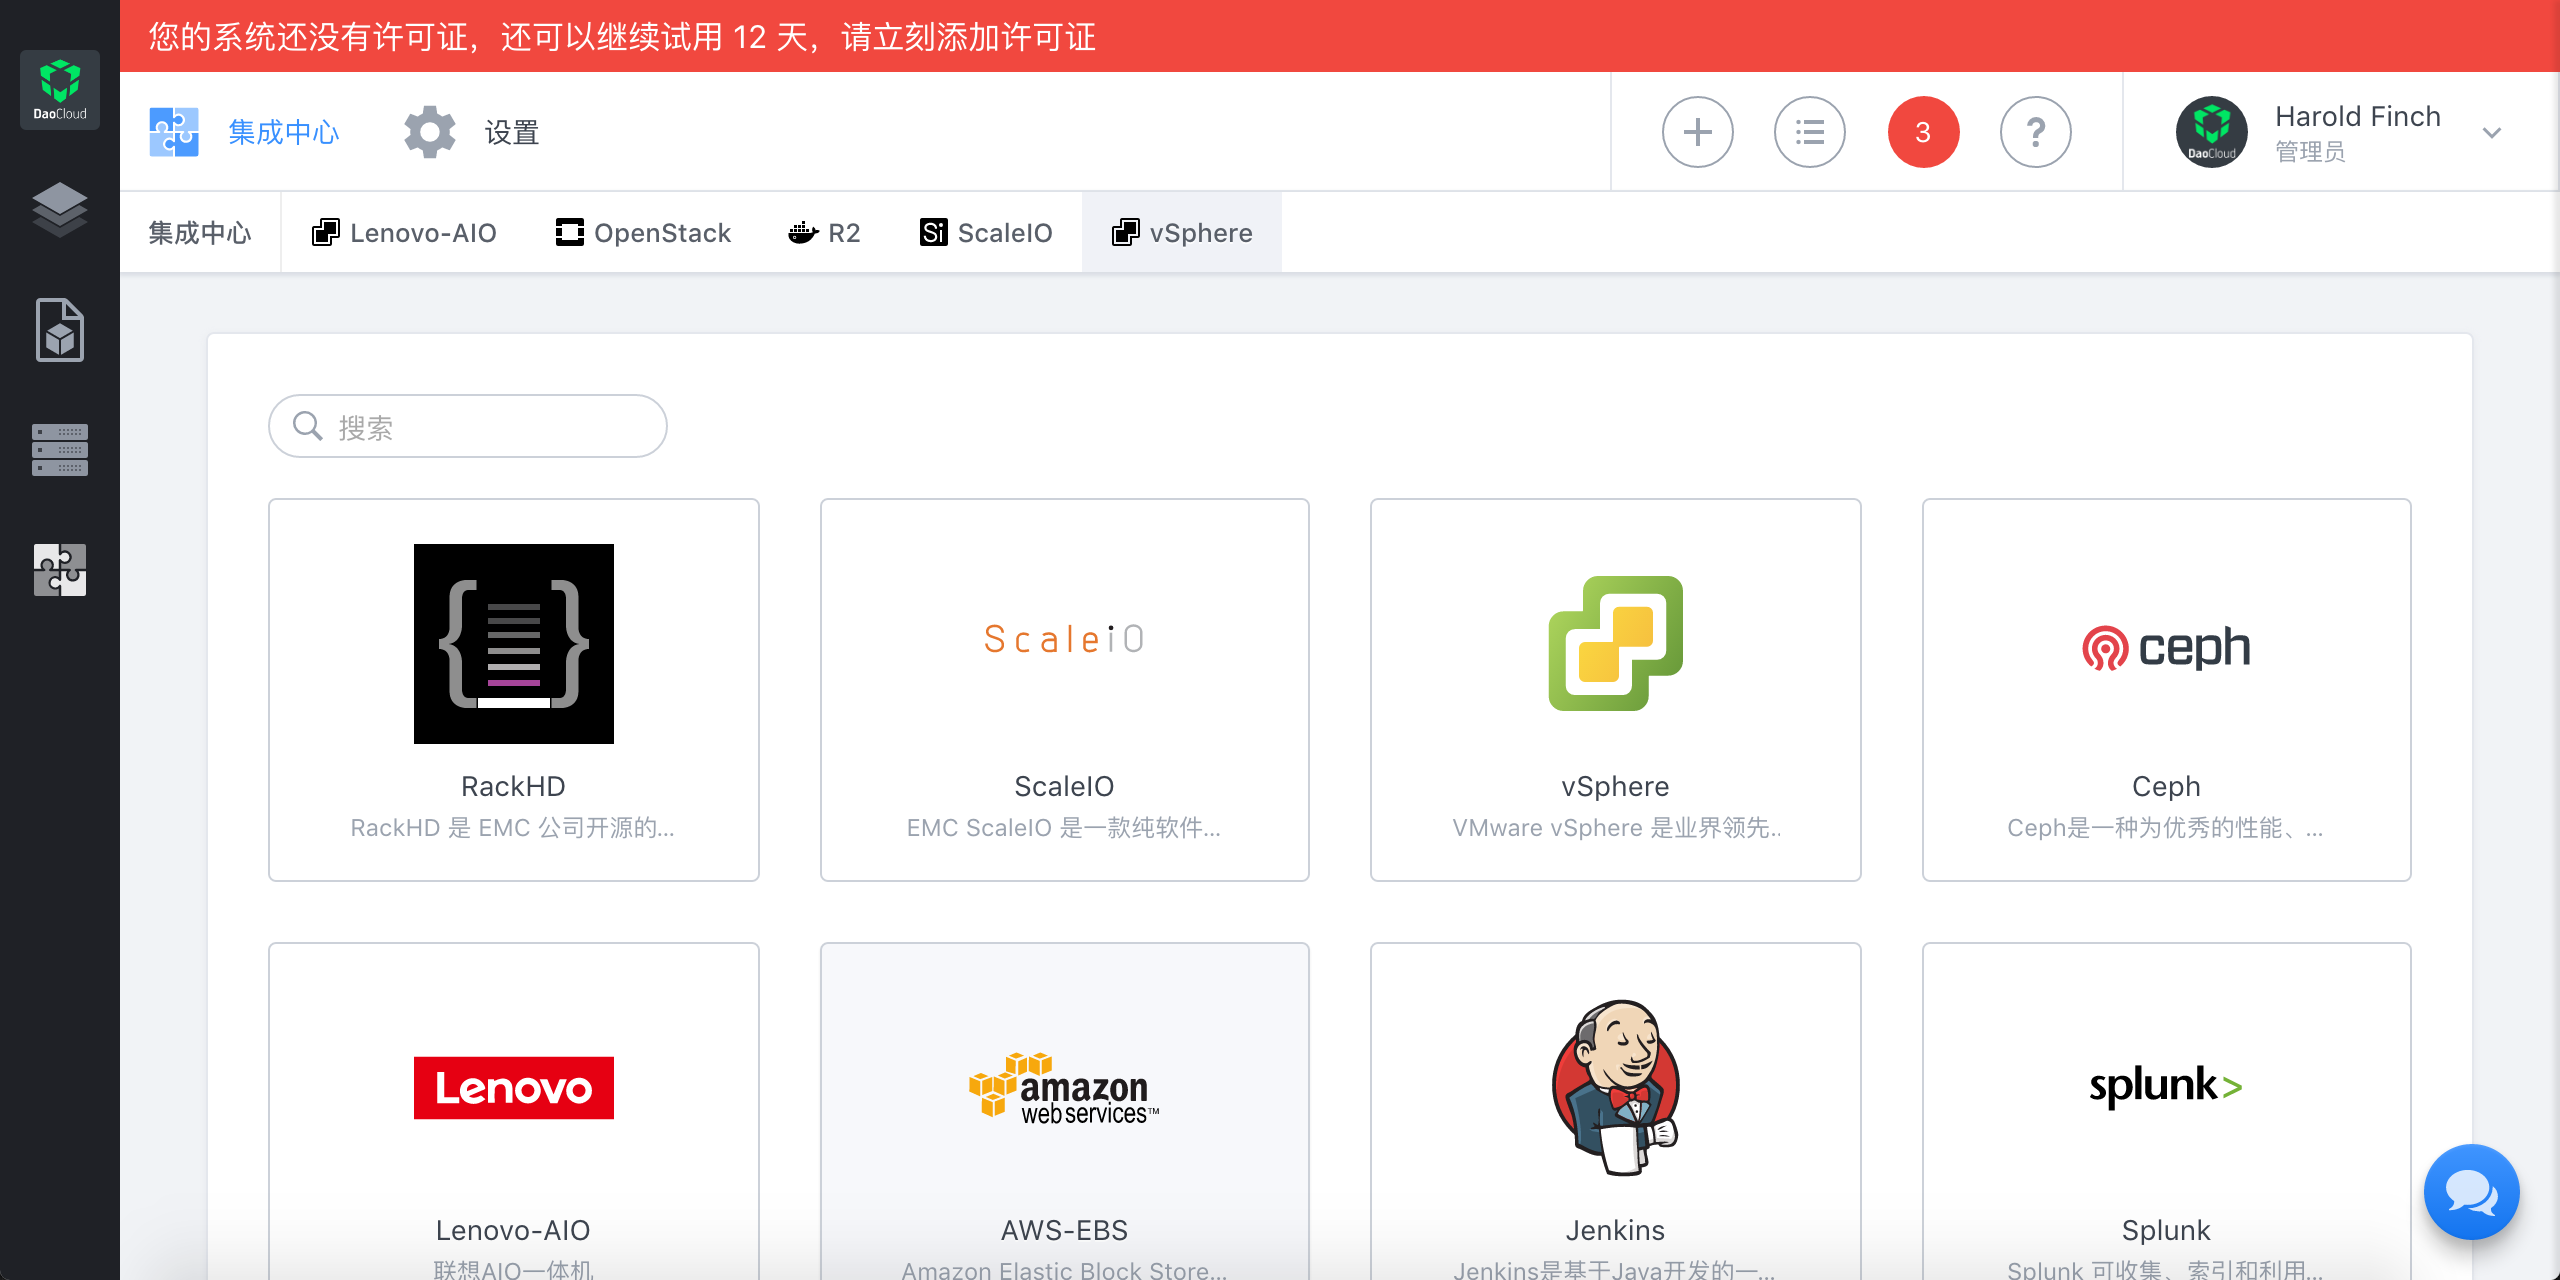 您的系统还没有许可证，还可以继续试用 12 天，请立刻添加许可证
DaoCloud
集成中心
设置
3
?
DaoCloud
Harold Finch
管理员
集成中心
Lenovo-AIO
OpenStack
R2
Si ScaleIO
vSphere
搜索
ScaleiO
ceph
RackHD
ScaleIO
vSphere
Ceph
RackHD 是 EMC 公司开源的...
EMC ScaleIO 是一款纯软件...
VMware vSphere 是业界领先..
Ceph是一种为优秀的性能、...
Lenovo
amazon
web services™
splunk>
Lenovo-AIO
AWS-EBS
Jenkins
Splunk
联想AIO一体机
Amazon Elastic Block Store...
Jenkins是基于Java开发的一...
Splunk 可收集、索引和利用...